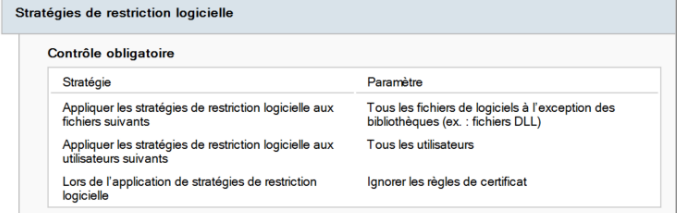 Stratégies de restriction logicielle
Contrôle obligatoire
Stratégie Paramètre
Appliquer les stratégies de restriction logicielle aux Tous les fichiers de logiciels à l'exception des
fichiers suivants bibliothèques (ex. : fichiers DLL)
Appliquer les stratégies de restriction logicielle aux Tous les utilisateurs
utilisateurs suivants
Lors de l'application de stratégies de restriction Ignorer les règles de certificat
logicielle